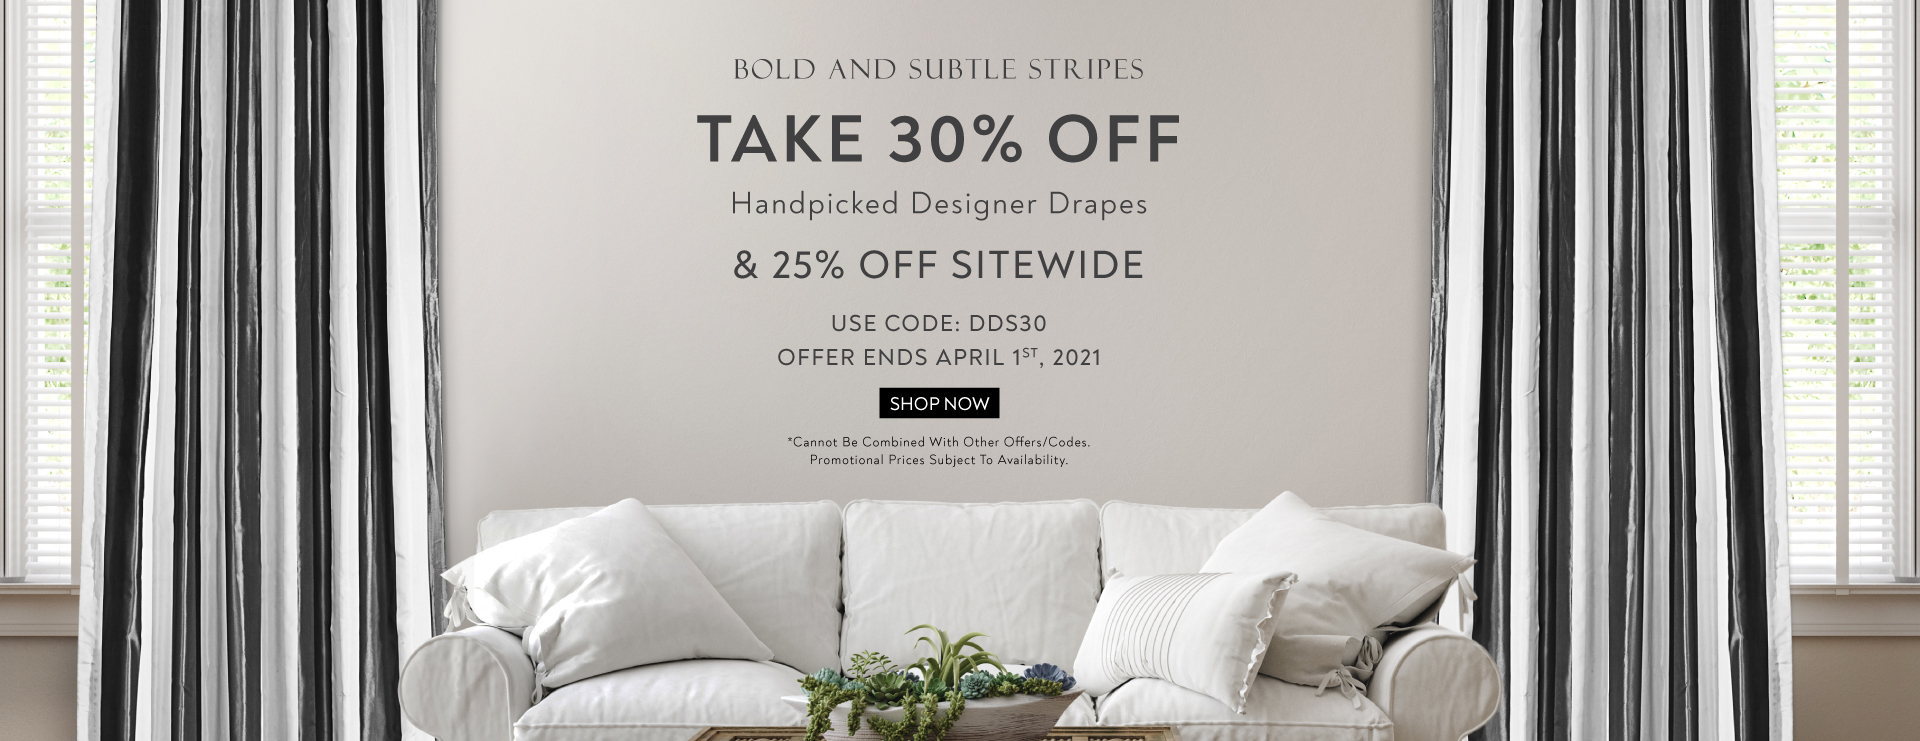 BOLD AND SUBTLE STRIPES
TAKE 30% OFF
Handpicked Designer Drapes
& 25% OFF SITEWIDE
USE CODE: DDS30
OFFER ENDS APRIL 1ST, 2021
SHOP NOW
*Cannot Be Combined With Other Offers/Codes.
Promotional Prices Subject To Availability.